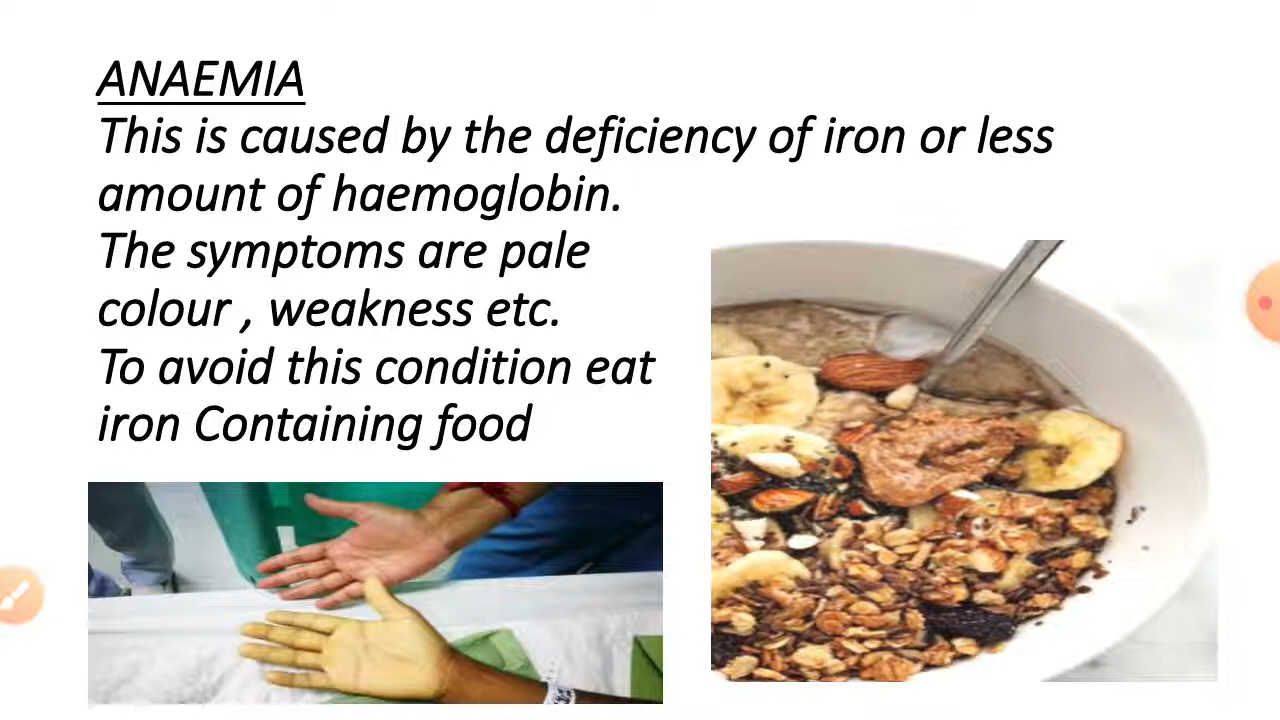 ANAEMIA
This is caused by the deficiency of iron or less
amount of haemoglobin.
The symptoms are pale
colour , weakness etc.
To avoid this condition eat
iron Containing food